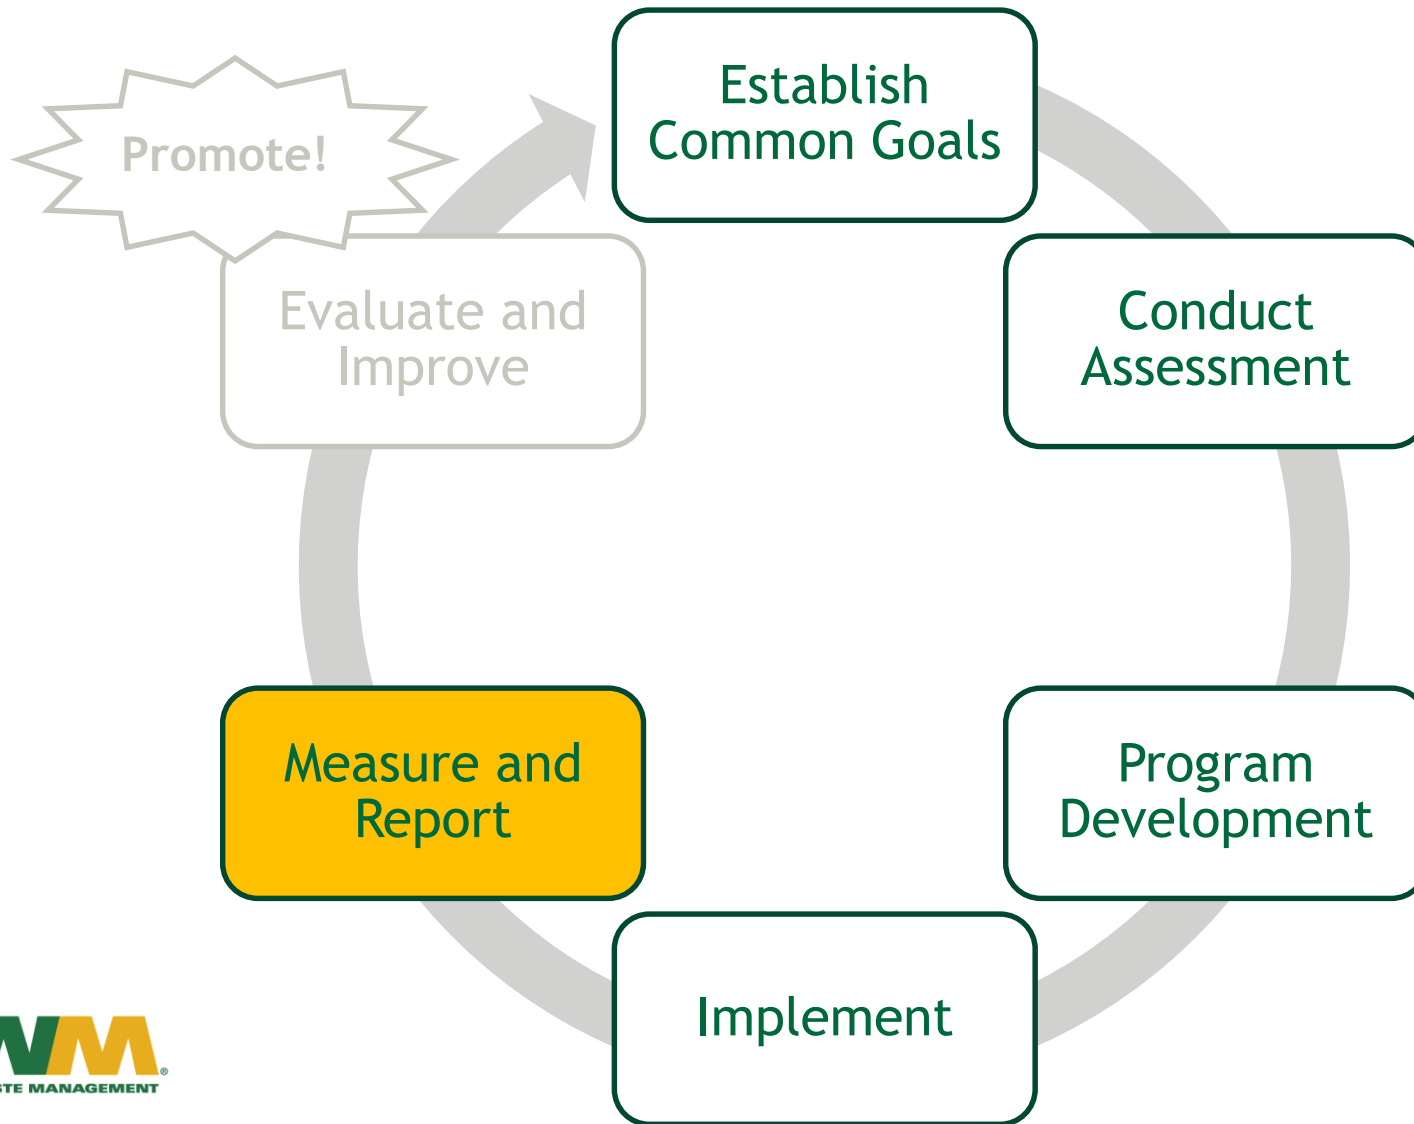 Establish
Common Goals
Promote!
Evaluate and
Improve
Conduct
Assessment
Measure and
Report
Program
Development
Implement
WM
STE MANAGEMENT